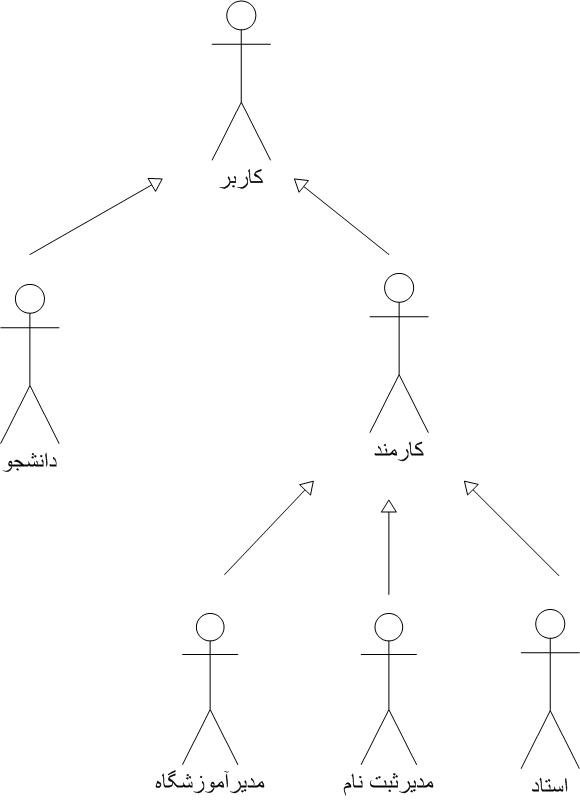 کاربر
دانشجو
کارمند
مدیرآموزشگاه
مدیرثبت نام
استاد